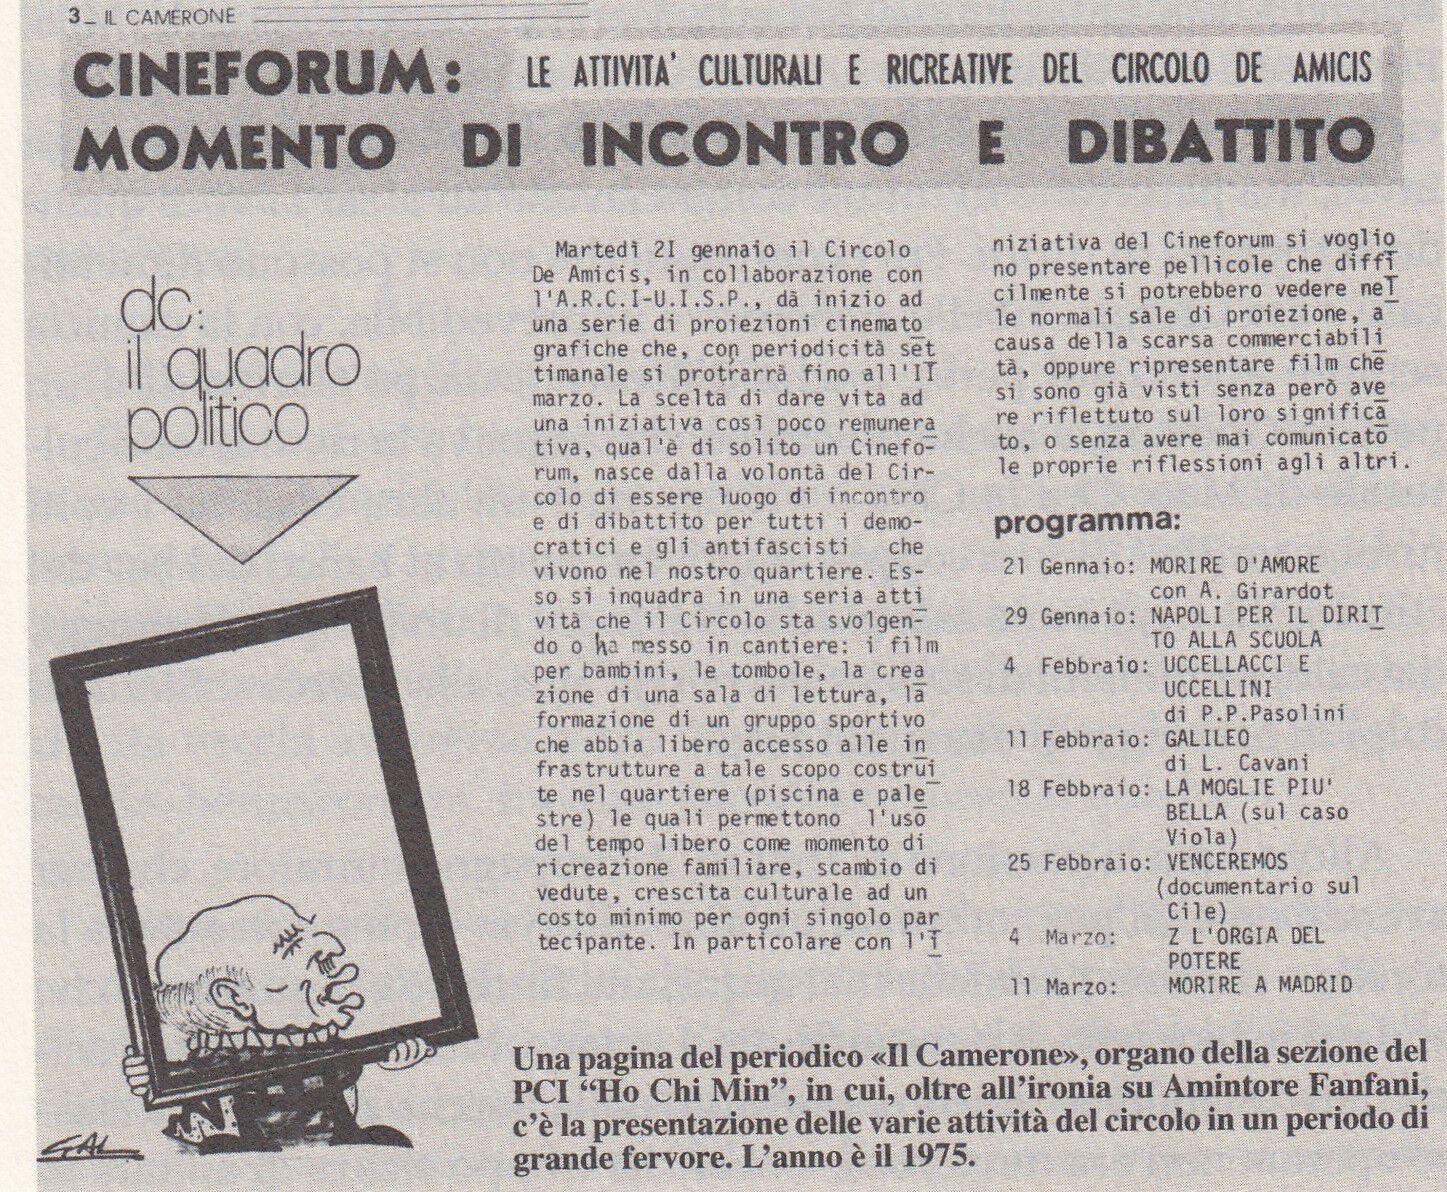 3_ IL CAMERONE
CINEFORUM: LE ATTIVITA' CULTURALI E RICREATIVE DEL CIRCOLO DE AMICIS
MOMENTO DI INCONTRO E DIBATTITO
dc:
il quadro
politico
GAL
Martedì 2I gennaio il Circolo
De Amicis, in collaborazione con
l'A.R.C.I-U.I.S.P., dà inizio ad
una serie di proiezioni cinemato
grafiche che, con periodicità set
timanale si protrarrà fino all'II
marzo. La scelta di dare vita ad
una iniziativa così poco remunera
tiva, qual'è di solito un Cinefo-
rum, nasce dalla volontà del Cir-
colo di essere luogo di incontro
e di dibattito per tutti i demo-
cratici e gli antifascisti che
vivono nel nostro quartiere. Es-
so si inquadra in una seria atti
vità che il Circolo sta svolgen-
do o ha messo in cantiere: i film
per bambini, le tombole, la crea
zione di una sala di lettura, la
formazione di un gruppo sportivo
che abbia libero accesso alle in
frastrutture a tale scopo costrui
te nel quartiere (piscina e pale
stre) le quali permettono l'uso
del tempo libero come momento di
ricreazione familiare, scambio di
vedute, crescita culturale ad un
costo minimo per ogni singolo par
tecipante. In particolare con l'i
niziativa del Cineforum si voglio
no presentare pellicole che diffi
cilmente si potrebbero vedere nel
le normali sale di proiezione, a
causa della scarsa commerciabili
tà, oppure ripresentare film che
si sono già visti senza però ave
re riflettuto sul loro significa
to, o senza avere mai comunicato
le proprie riflessioni agli altri.
programma:
21 Gennaio: MORIRE D'AMORE
con A. Girardot
29 Gennaio: NAPOLI PER IL DIRIT
TO ALLA SCUOLA
4 Febbraio: UCCELLACCI E
UCCELLINI
di P.P.Pasolini
11 Febbraio: GALILEO
di L. Cavani
18 Febbraio: LA MOGLIE PIU'
BELLA (sul caso
Viola)
25 Febbraio: VENCEREMOS
(documentario sul
Cile)
4 Marzo: Z L'ORGIA DEL
POTERE
11 Marzo: MORIRE A MADRID
Una pagina del periodico «Il Camerone», organo della sezione del
PCI “Ho Chi Min”, in cui, oltre all'ironia su Amintore Fanfani,
c'è la presentazione delle varie attività del circolo in un periodo di
grande fervore. L'anno è il 1975.